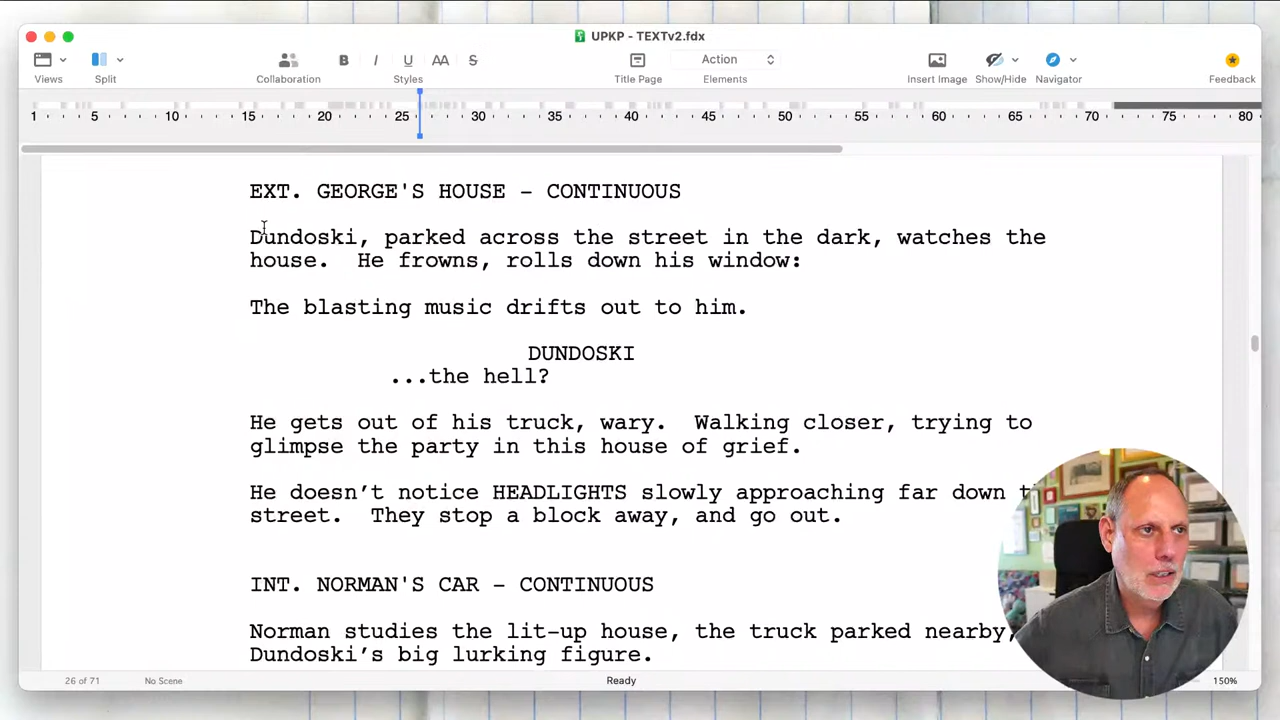 UPKP - TEXTv2.fdx
B I U AA S Action
Views Split Collaboration Styles Title Page Elements Insert Image Show/Hide Navigator Feedback
1 5 10 15 20 25 30 35 40 45 50 55 60 65 70 75 80
EXT. GEORGE'S HOUSE - CONTINUOUS
Dundoski, parked across the street in the dark, watches the
house.  He frowns, rolls down his window:
The blasting music drifts out to him.
DUNDOSKI
...the hell?
He gets out of his truck, wary.  Walking closer, trying to
glimpse the party in this house of grief.
He doesn’t notice HEADLIGHTS slowly approaching far down
street.  They stop a block away, and go out.
INT. NORMAN'S CAR - CONTINUOUS
Norman studies the lit-up house, the truck parked nearby,
Dundoski’s big lurking figure.
26 of 71 No Scene Ready 150%